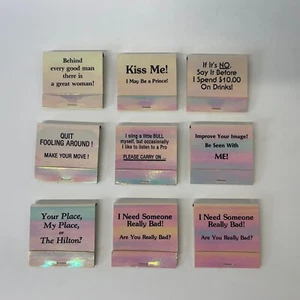 Behind
every good man
there is
a great woman!
Kiss Me!
I May Be a Prince!
If It's NO,
Say It Before
I Spend $10.00
On Drinks!
QUIT
FOOLING AROUND!
MAKE YOUR MOVE!
I sling a little BULL
myself, but occasionally
I like to listen to a Pro
PLEASE CARRY ON ...
Improve Your Image!
Be Seen With
ME!
Your Place,
My Place,
or
The Hilton?
I Need Someone
Really Bad!
Are You Really Bad?
I Need Someone
Really Bad!
Are You Really Bad?